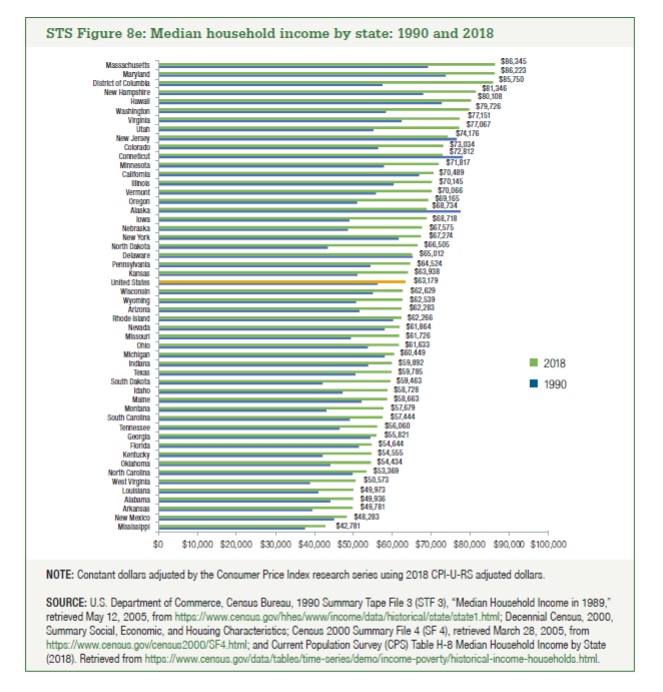 STS Figure 8e: Median household income by state: 1990 and 2018
Massachusetts $86,345
Maryland $86,223
District of Columbia $85,750
New Hampshire $81,346
Hawaii $80,108
Washington $79,726
Virginia $77,151
Utah $77,067
New Jersey $74,176
Colorado $73,034
Conneticut $72,812
Minnesota $71,817
California $70,489
Illinois $70,145
Vermont $70,066
Oregon $69,165
Alaska $68,734
Iowa $68,718
Nebraska $67,575
New York $67,274
North Dakota $66,505
Delaware $65,012
Pennsylvania $64,524
Kansas $63,938
United States $63,179
Wisconsin $62,629
Wyoming $62,539
Arizona $62,283
Rhode Island $62,266
Nevada $61,864
Missouri $61,726
Ohio $61,633
Michigan $60,449
Indiana $59,892
Texas $59,785
South Dakota $59,463
Idaho $58,728
Maine $58,663
Montana $57,679
South Carolina $57,444
Tennessee $56,060
Georgia $55,821
Florida $54,644
Kentucky $54,555
Oklahoma $54,434
North Carolina $53,369
West Virginia $50,573
Louisiana $49,973
Alabama $49,936
Arkansas $49,781
New Mexico $48,283
Mississippi $42,781
2018
1990
$0 $10,000 $20,000 $30,000 $40,000 $50,000 $60,000 $70,000 $80,000 $90,000 $100,000
NOTE: Constant dollars adjusted by the Consumer Price Index research series using 2018 CPI-U-RS adjusted dollars.
SOURCE: U.S. Department of Commerce, Census Bureau, 1990 Summary Tape File 3 (STF 3), "Median Household Income in 1989,"
retrieved May 12, 2005, from https://www.census.gov/hhes/www/income/data/historical/state/state1.html; Decennial Census, 2000,
Summary Social, Economic, and Housing Characteristics; Census 2000 Summary File 4 (SF 4), retrieved March 28, 2005, from
https://www.census.gov/census2000/SF4.html; and Current Population Survey (CPS) Table H-8 Median Household Income by State
(2018). Retrieved from https://www.census.gov/data/tables/time-series/demo/income-poverty/historical-income-households.html.